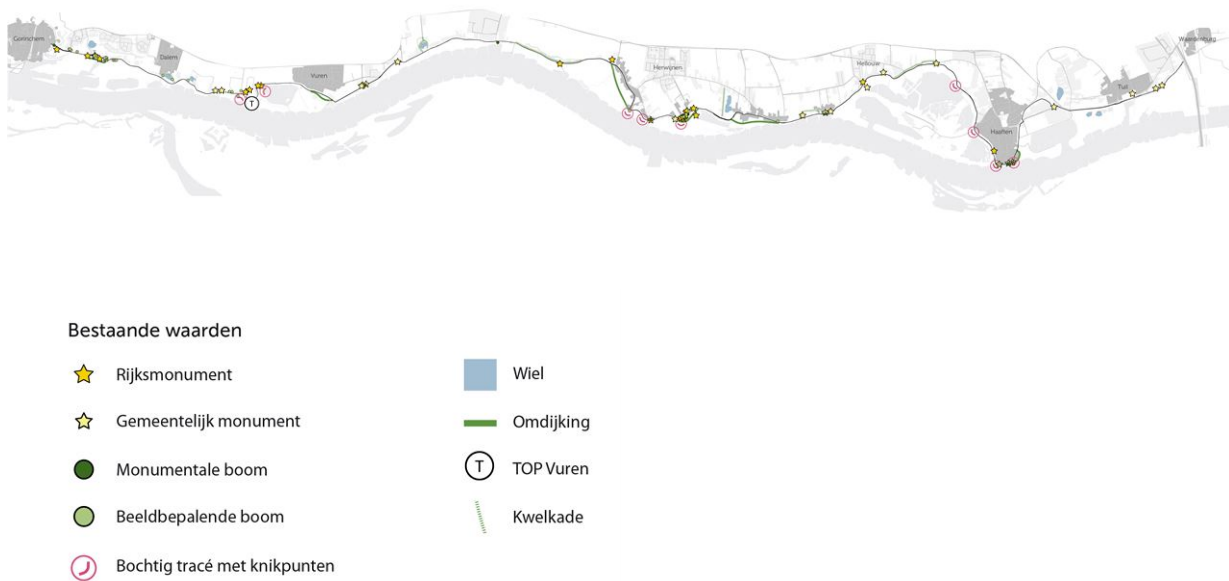 Gorinchem
Dalem
Vuren
Herwijnen
Hellouw
Haaften
Tuil
Waardenburg
T
Bestaande waarden
Rijksmonument
Gemeentelijk monument
Monumentale boom
Beeldbepalende boom
Bochtig tracé met knikpunten
Wiel
Omdijking
T
TOP Vuren
Kwelkade